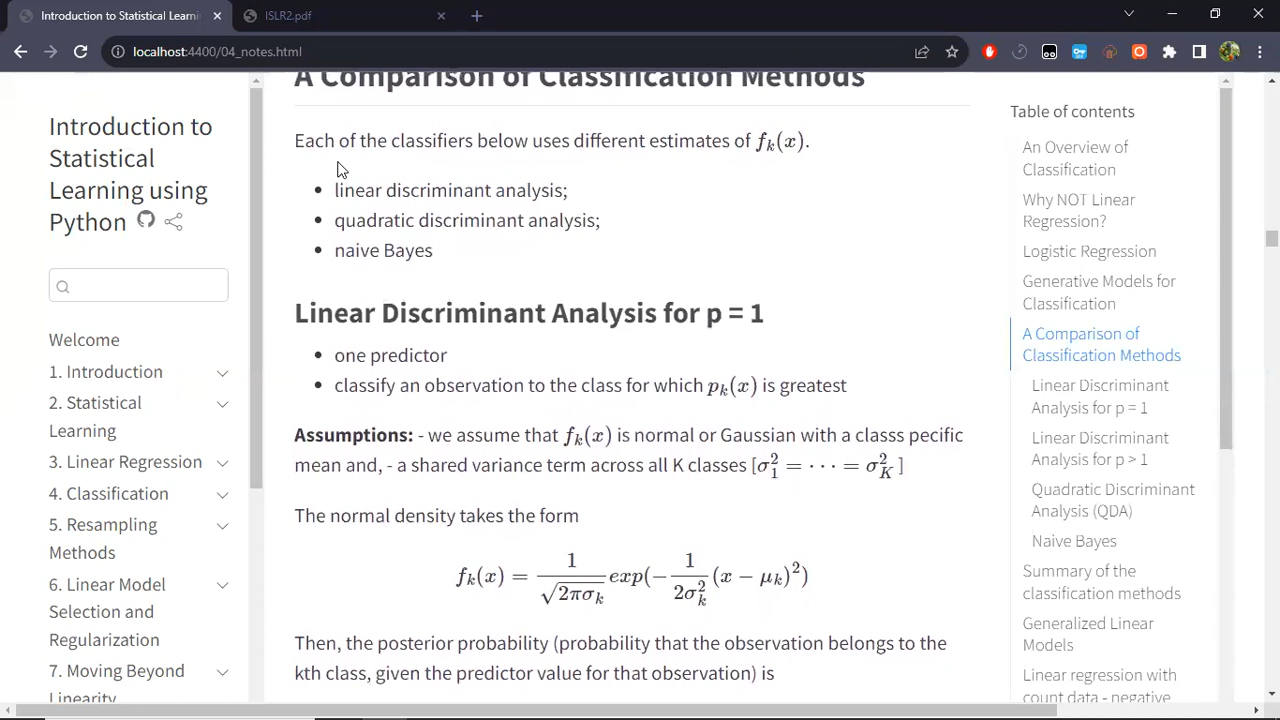 Introduction to Statistical Learni
ISLR2.pdf
localhost:4400/04_notes.html
Introduction to
Statistical
Learning using
Python
Welcome
1. Introduction
2. Statistical
Learning
3. Linear Regression
4. Classification
5. Resampling
Methods
6. Linear Model
Selection and
Regularization
7. Moving Beyond
Linearity
A Comparison of Classification Methods
Each of the classifiers below uses different estimates of f_k(x).
• linear discriminant analysis;
• quadratic discriminant analysis;
• naive Bayes
Linear Discriminant Analysis for p = 1
• one predictor
• classify an observation to the class for which p_k(x) is greatest
Assumptions: - we assume that f_k(x) is normal or Gaussian with a classs pecific
mean and, - a shared variance term across all K classes [σ_1^2 = ⋯ = σ_K^2 ]
The normal density takes the form
f_k(x) = 1/√(2πσ_k) exp(− 1/(2σ_k^2) (x − μ_k)^2)
Then, the posterior probability (probability that the observation belongs to the
kth class, given the predictor value for that observation) is
Table of contents
An Overview of
Classification
Why NOT Linear
Regression?
Logistic Regression
Generative Models for
Classification
A Comparison of
Classification Methods
Linear Discriminant
Analysis for p = 1
Linear Discriminant
Analysis for p > 1
Quadratic Discriminant
Analysis (QDA)
Naive Bayes
Summary of the
classification methods
Generalized Linear
Models
Linear regression with
count data - negative